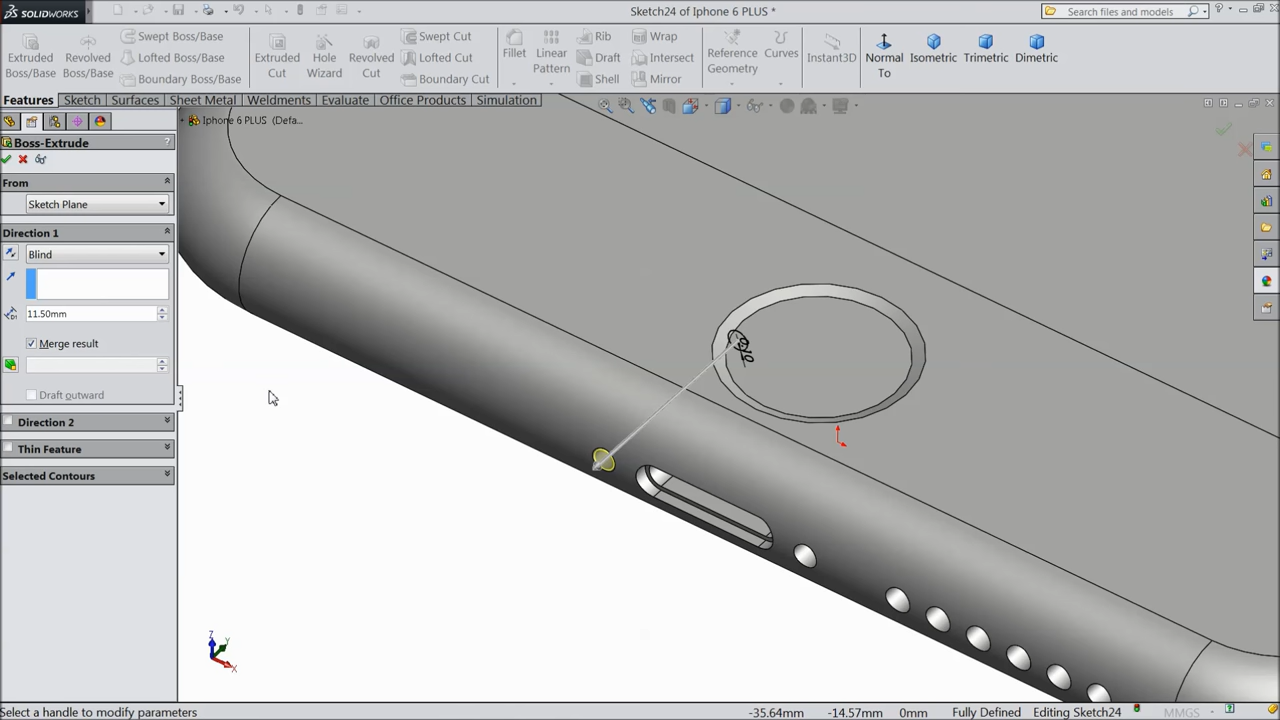 SOLIDWORKS
Sketch24 of Iphone 6 PLUS *
Search files and models
Extruded Boss/Base
Revolved Boss/Base
Swept Boss/Base
Lofted Boss/Base
Boundary Boss/Base
Extruded Cut
Hole Wizard
Revolved Cut
Swept Cut
Lofted Cut
Boundary Cut
Fillet
Linear Pattern
Rib
Draft
Shell
Wrap
Intersect
Mirror
Reference Geometry
Curves
Instant3D
Normal To
Isometric
Trimetric
Dimetric
Features Sketch Surfaces Sheet Metal Weldments Evaluate Office Products Simulation
Iphone 6 PLUS (Defa...
Boss-Extrude
?
From
Sketch Plane
Direction 1
Blind
11.50mm
Merge result
Draft outward
Direction 2
Thin Feature
Selected Contours
Z
Y
X
Select a handle to modify parameters
-35.64mm -14.57mm 0mm Fully Defined Editing Sketch24 MMGS